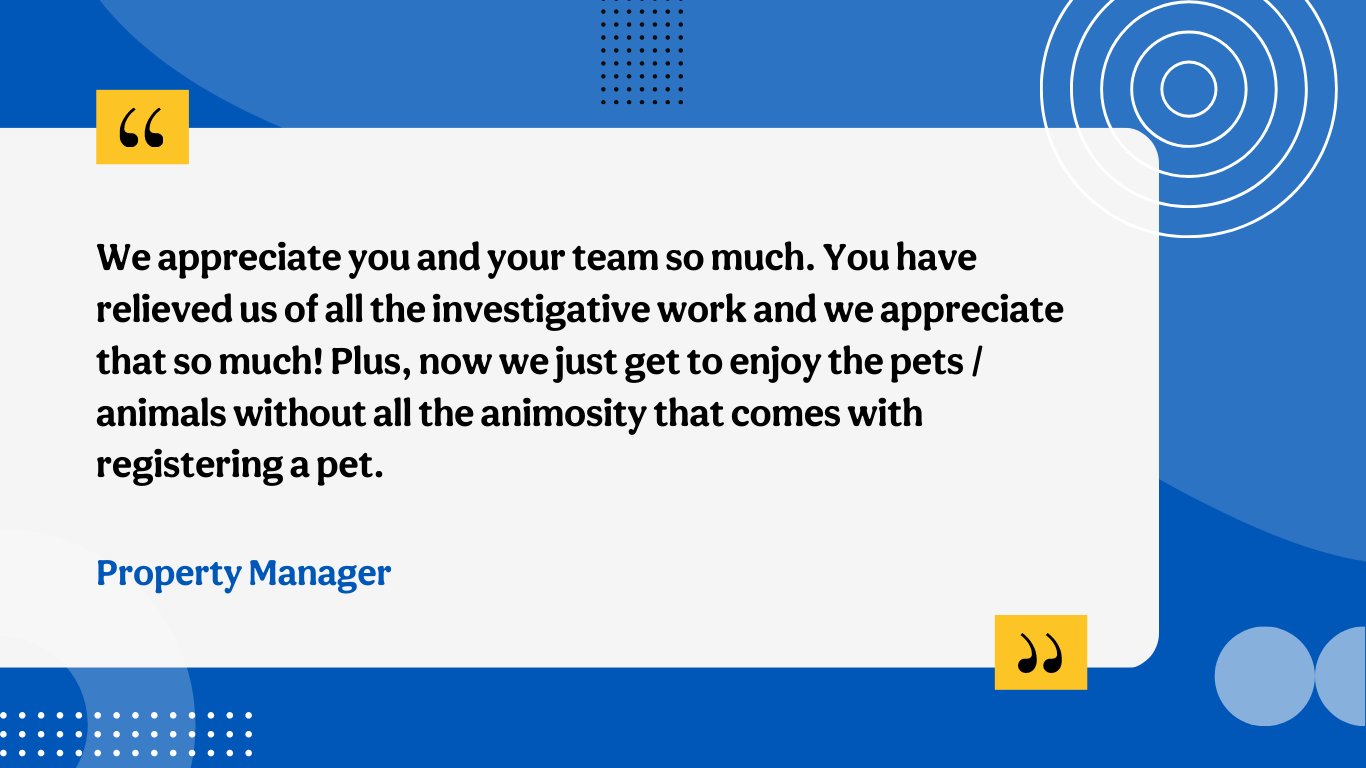 “
We appreciate you and your team so much. You have
relieved us of all the investigative work and we appreciate
that so much! Plus, now we just get to enjoy the pets /
animals without all the animosity that comes with
registering a pet.
Property Manager
”